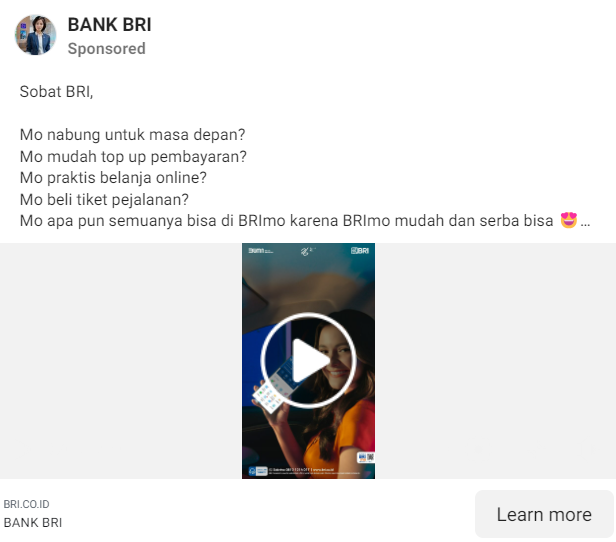 BANK BRI
Sponsored
Sobat BRI,
Mo nabung untuk masa depan?
Mo mudah top up pembayaran?
Mo praktis belanja online?
Mo beli tiket pejalanan?
Mo apa pun semuanya bisa di BRImo karena BRImo mudah dan serba bisa 😍...
BUMN
BRI
BRI.CO.ID
BANK BRI
Learn more